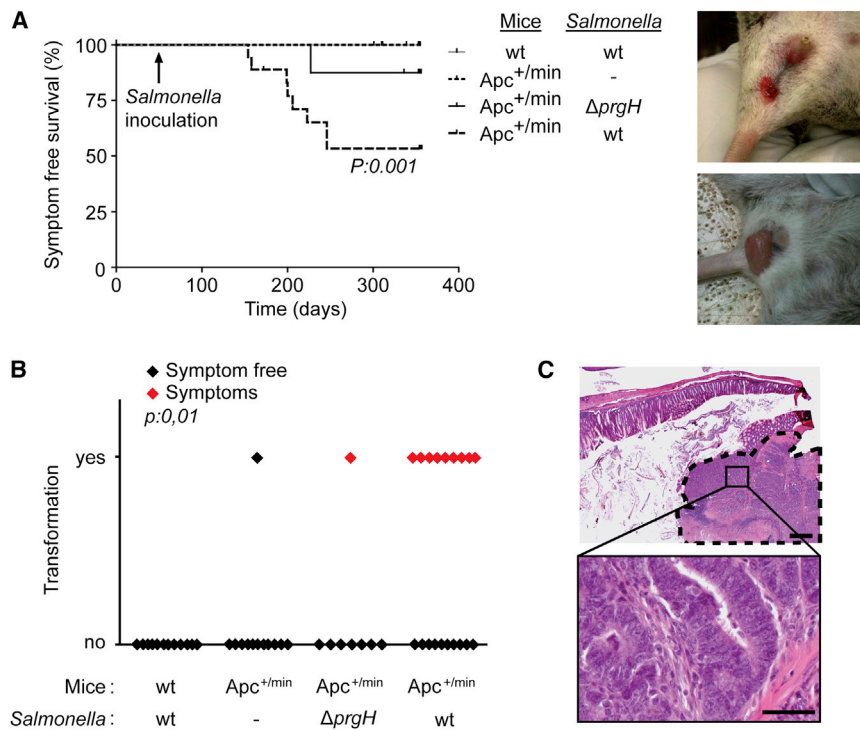 A
Symptom free survival (%)
100
75
50
25
0
Salmonella
inoculation
P:0.001
0 100 200 300 400
Time (days)
Mice Salmonella
wt wt
Apc+/min -
Apc+/min ΔprgH
Apc+/min wt
B
Symptom free
Symptoms
p:0,01
Transformation
yes
no
Mice : wt Apc+/min Apc+/min Apc+/min
Salmonella: wt - ΔprgH wt
C